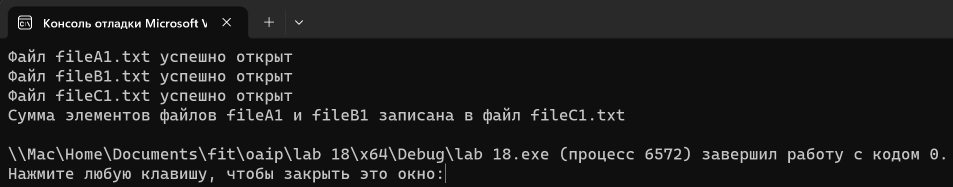 Консоль отладки Microsoft V
Файл fileA1.txt успешно открыт
Файл fileB1.txt успешно открыт
Файл fileC1.txt успешно открыт
Сумма элементов файлов fileA1 и fileB1 записана в файл fileC1.txt
\\Mac\Home\Documents\fit\oaip\lab 18\x64\Debug\lab 18.exe (процесс 6572) завершил работу с кодом 0.
Нажмите любую клавишу, чтобы закрыть это окно: